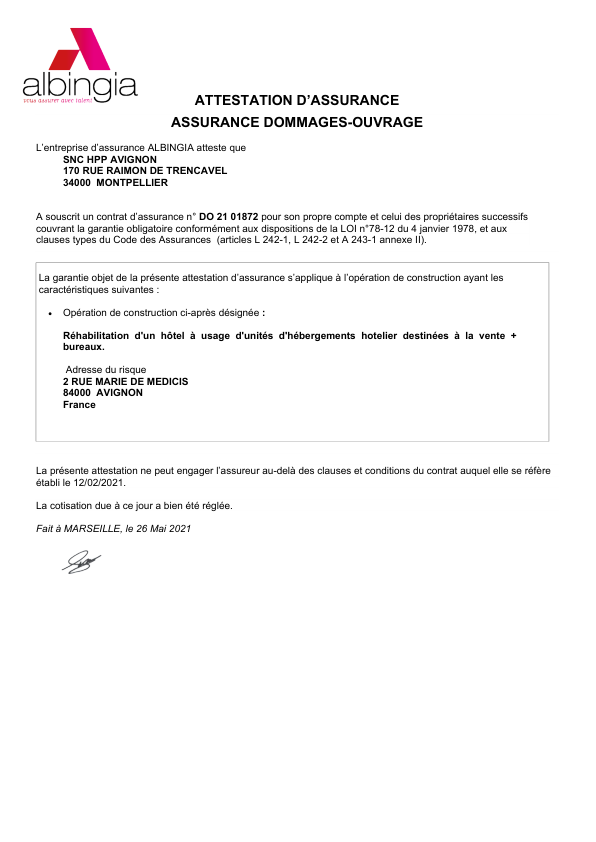 albingia
vous assurer avec talent
ATTESTATION D'ASSURANCE
ASSURANCE DOMMAGES-OUVRAGE
L'entreprise d'assurance ALBINGIA atteste que
SNC HPP AVIGNON
170 RUE RAIMON DE TRENCAVEL
34000  MONTPELLIER
A souscrit un contrat d'assurance n° DO 21 01872 pour son propre compte et celui des propriétaires successifs
couvrant la garantie obligatoire conformément aux dispositions de la LOI n°78-12 du 4 janvier 1978, et aux
clauses types du Code des Assurances  (articles L 242-1, L 242-2 et A 243-1 annexe II).
La garantie objet de la présente attestation d'assurance s'applique à l'opération de construction ayant les
caractéristiques suivantes :
• Opération de construction ci-après désignée :
Réhabilitation d'un hôtel à usage d'unités d'hébergements hotelier destinées à la vente +
bureaux.
Adresse du risque
2 RUE MARIE DE MEDICIS
84000  AVIGNON
France
La présente attestation ne peut engager l'assureur au-delà des clauses et conditions du contrat auquel elle se réfère
établi le 12/02/2021.
La cotisation due à ce jour a bien été réglée.
Fait à MARSEILLE, le 26 Mai 2021